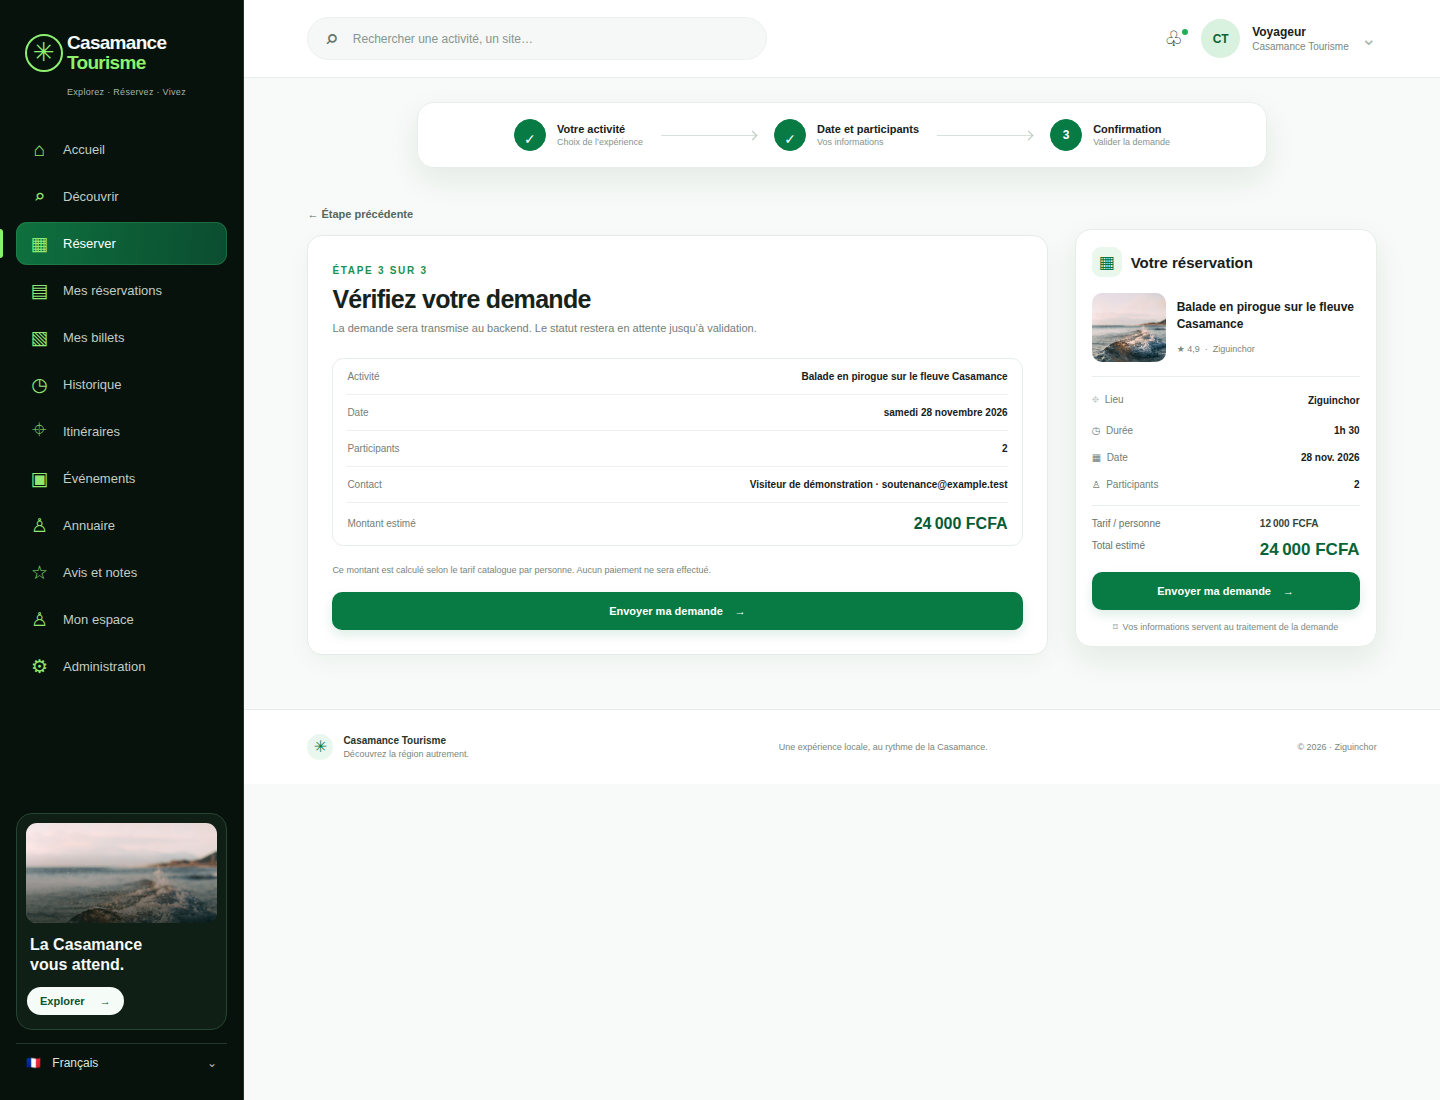 Casamance
Tourisme
Explorez · Réservez · Vivez
Accueil
Découvrir
Réserver
Mes réservations
Mes billets
Historique
Itinéraires
Événements
Annuaire
Avis et notes
Mon espace
Administration
La Casamance
vous attend.
Explorer →
Français
Rechercher une activité, un site…
CT
Voyageur
Casamance Tourisme
✓
Votre activité
Choix de l'expérience
✓
Date et participants
Vos informations
3
Confirmation
Valider la demande
← Étape précédente
ÉTAPE 3 SUR 3
Vérifiez votre demande
La demande sera transmise au backend. Le statut restera en attente jusqu’à validation.
Activité Balade en pirogue sur le fleuve Casamance
Date samedi 28 novembre 2026
Participants 2
Contact Visiteur de démonstration · soutenance@example.test
Montant estimé 24 000 FCFA
Ce montant est calculé selon le tarif catalogue par personne. Aucun paiement ne sera effectué.
Envoyer ma demande →
Votre réservation
Balade en pirogue sur le fleuve
Casamance
★ 4,9 · Ziguinchor
Lieu Ziguinchor
Durée 1h 30
Date 28 nov. 2026
Participants 2
Tarif / personne 12 000 FCFA
Total estimé 24 000 FCFA
Envoyer ma demande →
Vos informations servent au traitement de la demande
Casamance Tourisme
Découvrez la région autrement.
Une expérience locale, au rythme de la Casamance.
© 2026 · Ziguinchor